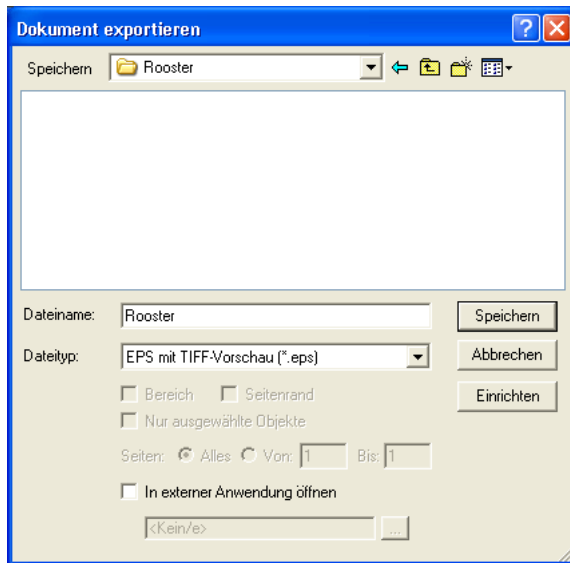 Dokument exportieren
Speichern Rooster
Dateiname: Rooster Speichern
Dateityp: EPS mit TIFF-Vorschau (*.eps) Abbrechen
Bereich Seitenrand Einrichten
Nur ausgewählte Objekte
Seiten: Alles Von: 1 Bis: 1
In externer Anwendung öffnen
<Kein/e> ...